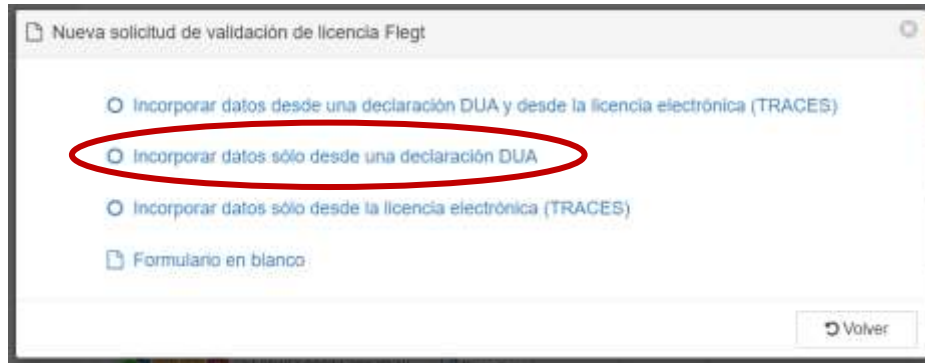 Nueva solicitud de validación de licencia Flegt
Incorporar datos desde una declaración DUA y desde la licencia electrónica (TRACES)
Incorporar datos sólo desde una declaración DUA
Incorporar datos sólo desde la licencia electrónica (TRACES)
Formulario en blanco
Volver